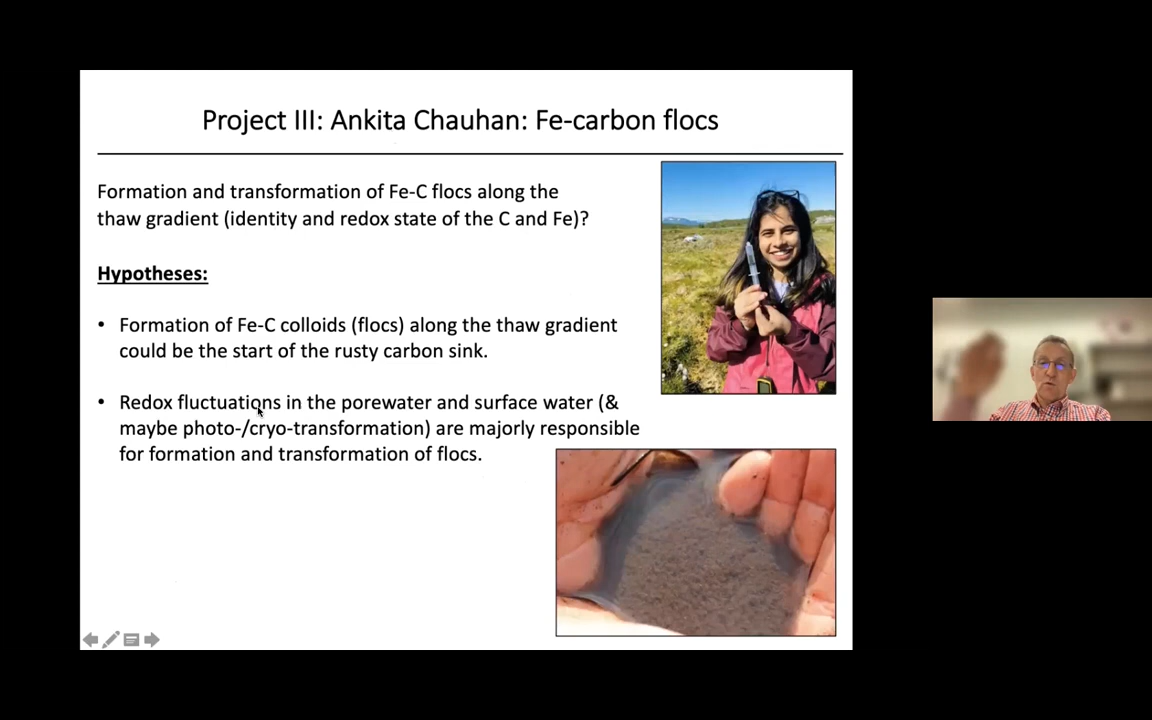 Project III: Ankita Chauhan: Fe-carbon flocs
Formation and transformation of Fe-C flocs along the
thaw gradient (identity and redox state of the C and Fe)?
Hypotheses:
• Formation of Fe-C colloids (flocs) along the thaw gradient
could be the start of the rusty carbon sink.
• Redox fluctuations in the porewater and surface water (&
maybe photo-/cryo-transformation) are majorly responsible
for formation and transformation of flocs.